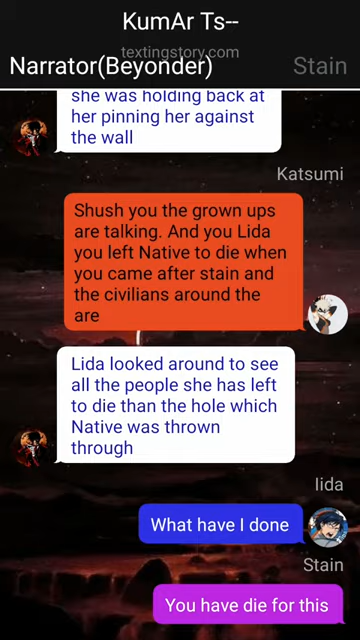 KumAr Ts--
textingstory.com
Narrator(Beyonder)
Stain
she was holding back at
her pinning her against
the wall
Katsumi
Shush you the grown ups
are talking. And you Lida
you left Native to die when
you came after stain and
the civilians around the
are
Lida looked around to see
all the people she has left
to die than the hole which
Native was thrown
through
Iida
What have I done
Stain
You have die for this